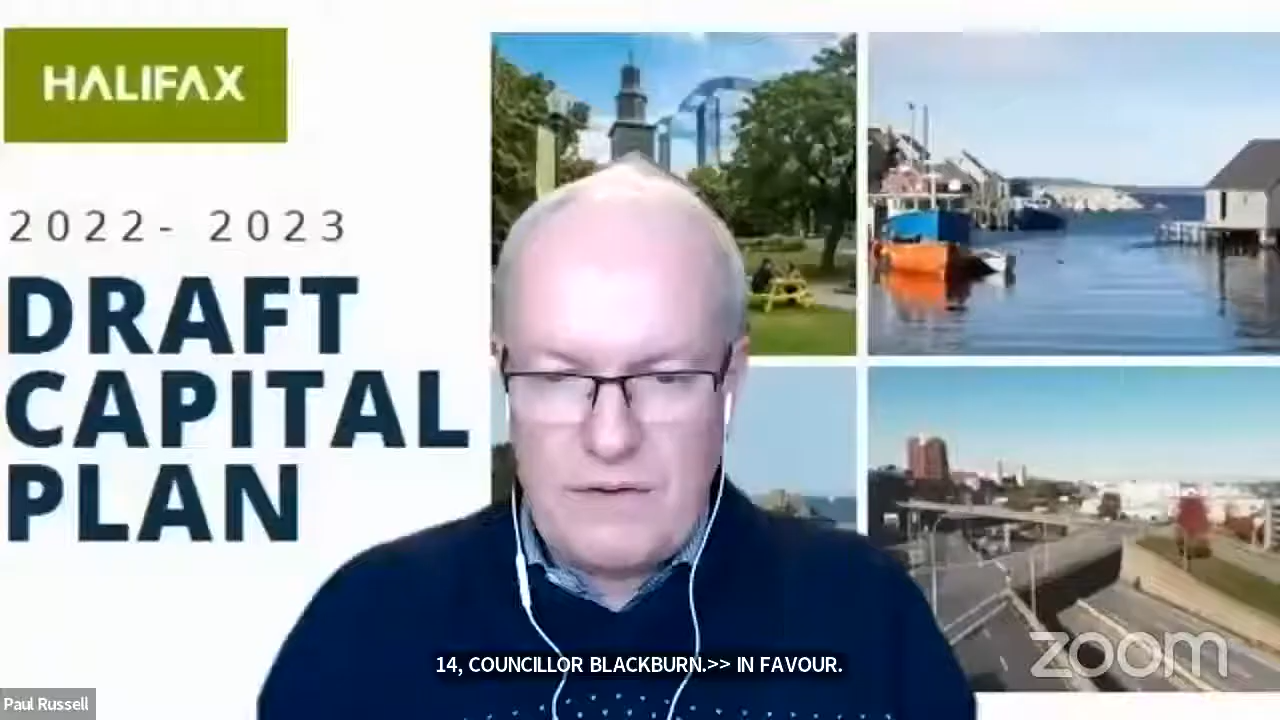 HALIFAX
2022- 2023
DRAFT
CAPITAL
PLAN
14, COUNCILLOR BLACKBURN.>> IN FAVOUR.
zoom
Paul Russell